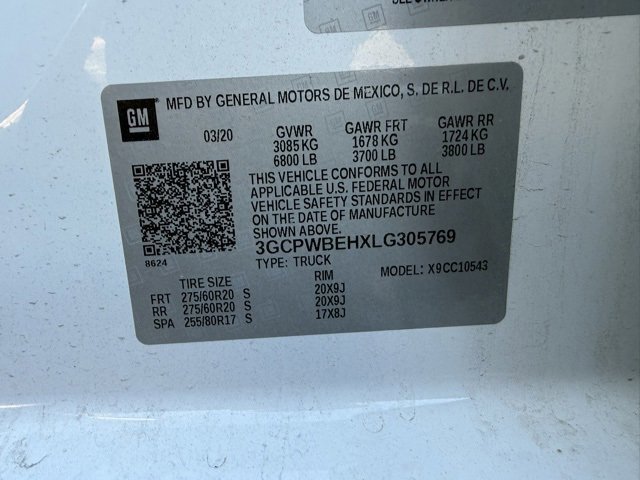 GM
MFD BY GENERAL MOTORS DE MEXICO, S. DE R.L. DE C.V.
03/20 GVWR GAWR FRT GAWR RR
3085 KG 1678 KG 1724 KG
6800 LB 3700 LB 3800 LB
THIS VEHICLE CONFORMS TO ALL
APPLICABLE U.S. FEDERAL MOTOR
VEHICLE SAFETY STANDARDS IN EFFECT
ON THE DATE OF MANUFACTURE
SHOWN ABOVE.
8624
3GCPWBEHXLG305769
TYPE: TRUCK MODEL: X9CC10543
TIRE SIZE RIM
FRT 275/60R20 S 20X9J
RR 275/60R20 S 20X9J
SPA 255/80R17 S 17X8J